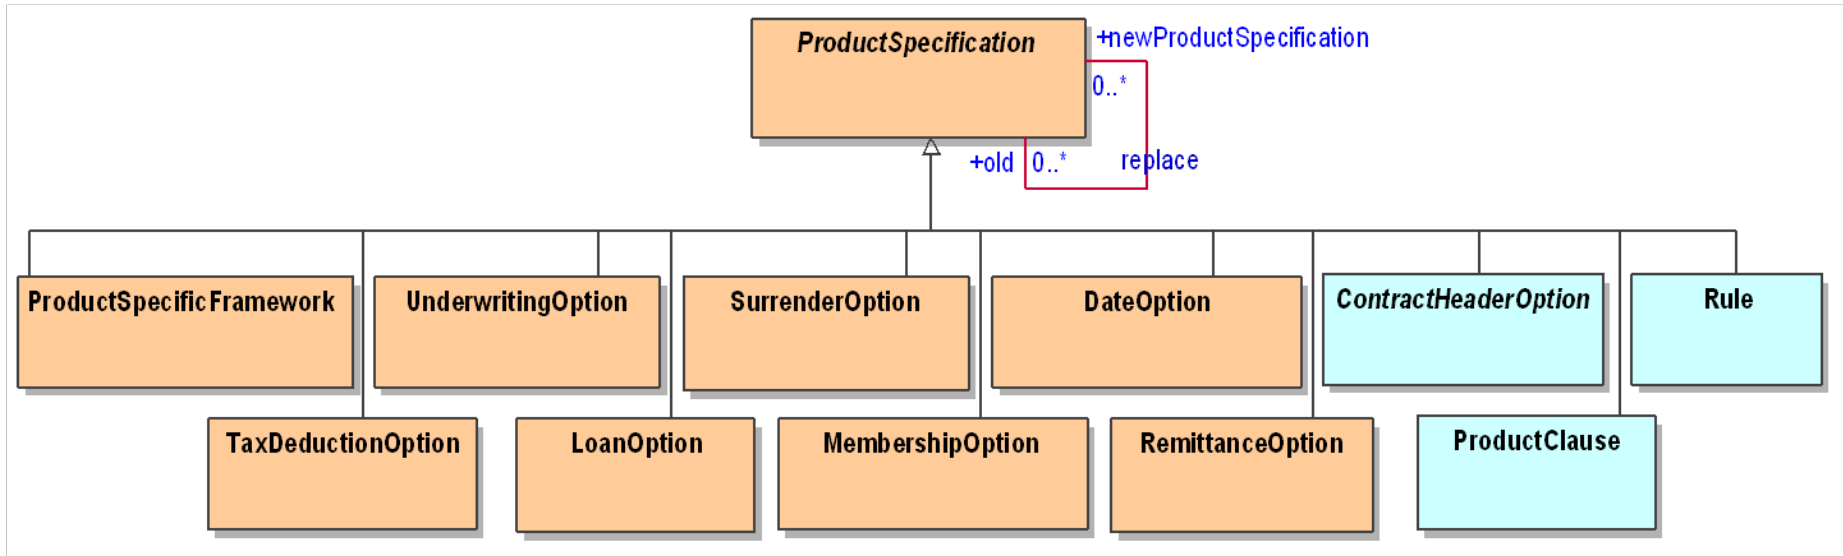 ProductSpecification
+newProductSpecification
0..*
+old 0..*
replace
ProductSpecificFramework
UnderwritingOption
SurrenderOption
DateOption
ContractHeaderOption
Rule
TaxDeductionOption
LoanOption
MembershipOption
RemittanceOption
ProductClause